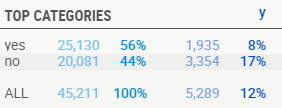 TOP CATEGORIES y
yes 25,130 56% 1,935 8%
no 20,081 44% 3,354 17%
ALL 45,211 100% 5,289 12%